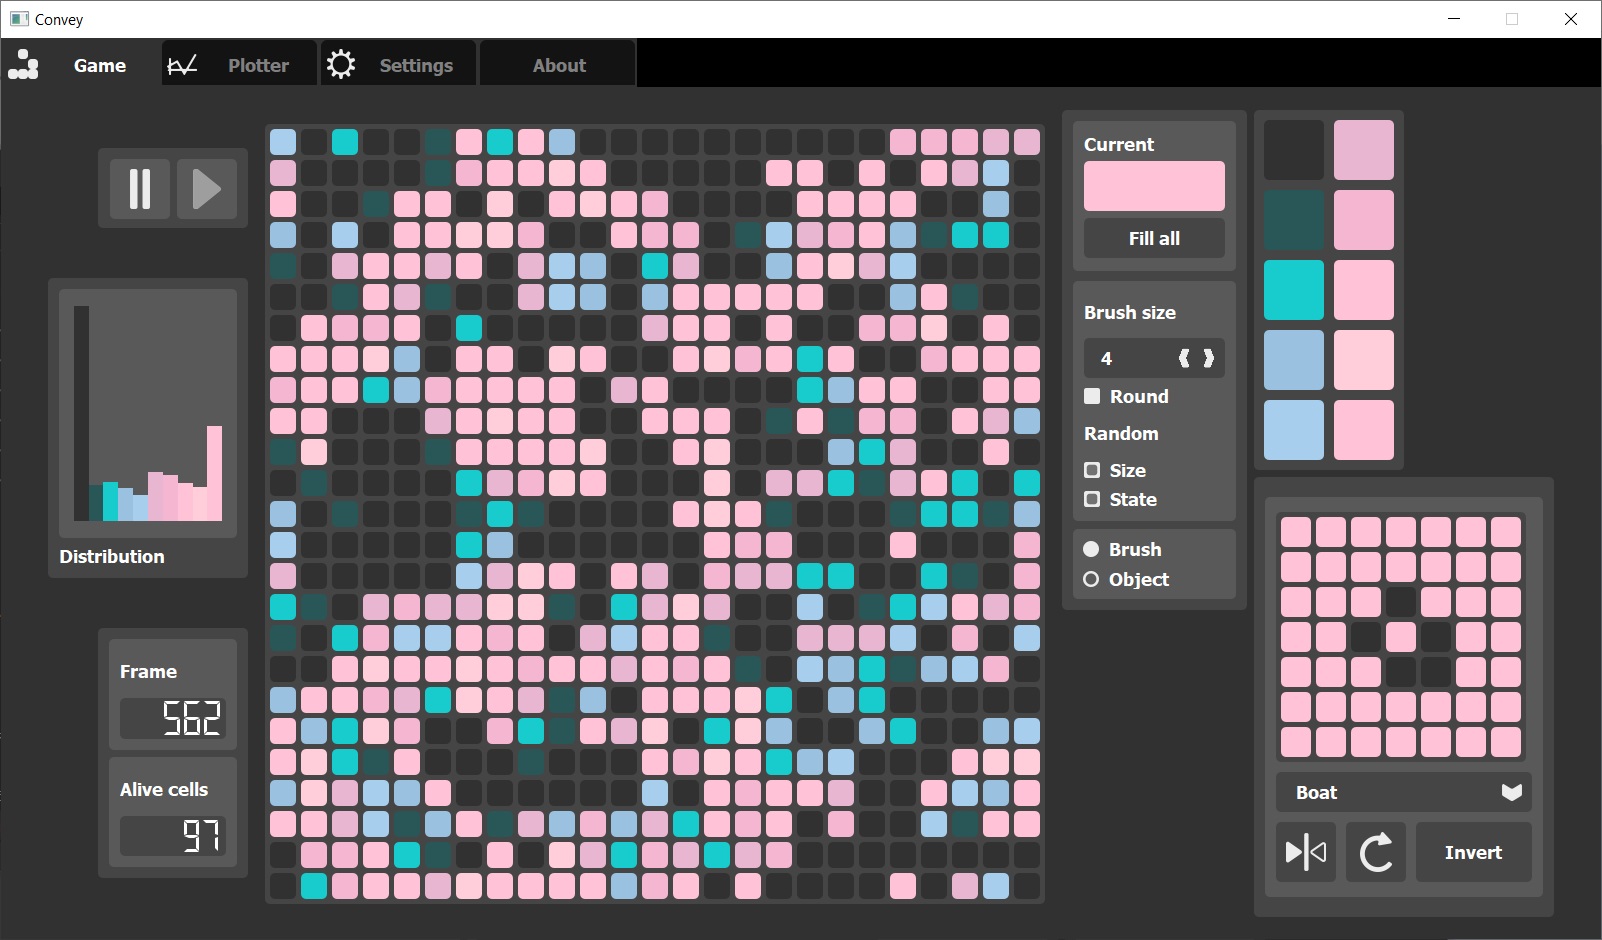 Convey
Game
Plotter
Settings
About
Distribution
Frame
562
Alive cells
97
Current
Fill all
Brush size
4
Round
Random
Size
State
Brush
Object
Boat
Invert